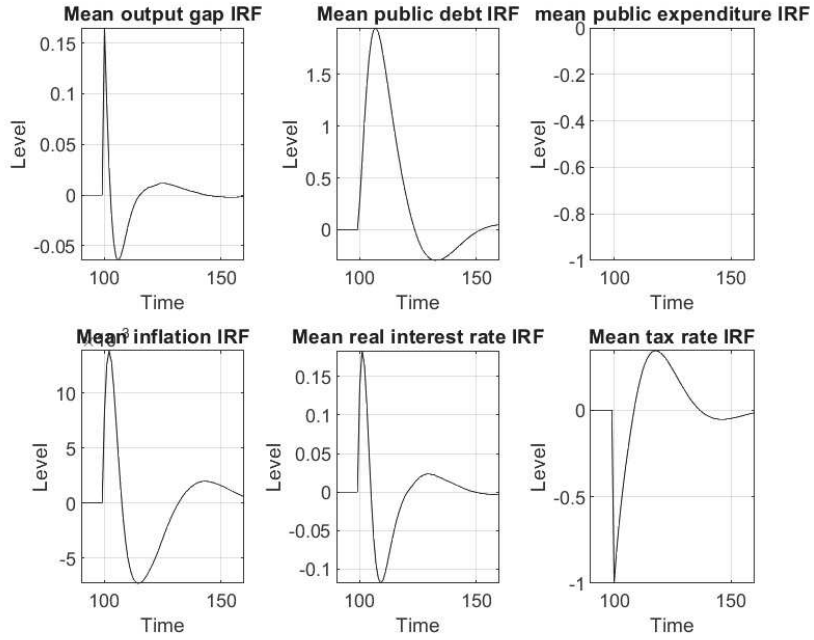 Mean output gap IRF
0.15
0.1
0.05
0
-0.05
Level
100
150
Time
Mean public debt IRF
1.5
1
0.5
0
Level
100
150
Time
mean public expenditure IRF
0
-0.2
-0.4
-0.6
-0.8
-1
Level
100
150
Time
Mean inflation IRF
10
5
0
-5
Level
100
150
Time
Mean real interest rate IRF
0.15
0.1
0.05
0
-0.05
-0.1
Level
100
150
Time
Mean tax rate IRF
0
-0.5
-1
Level
100
150
Time